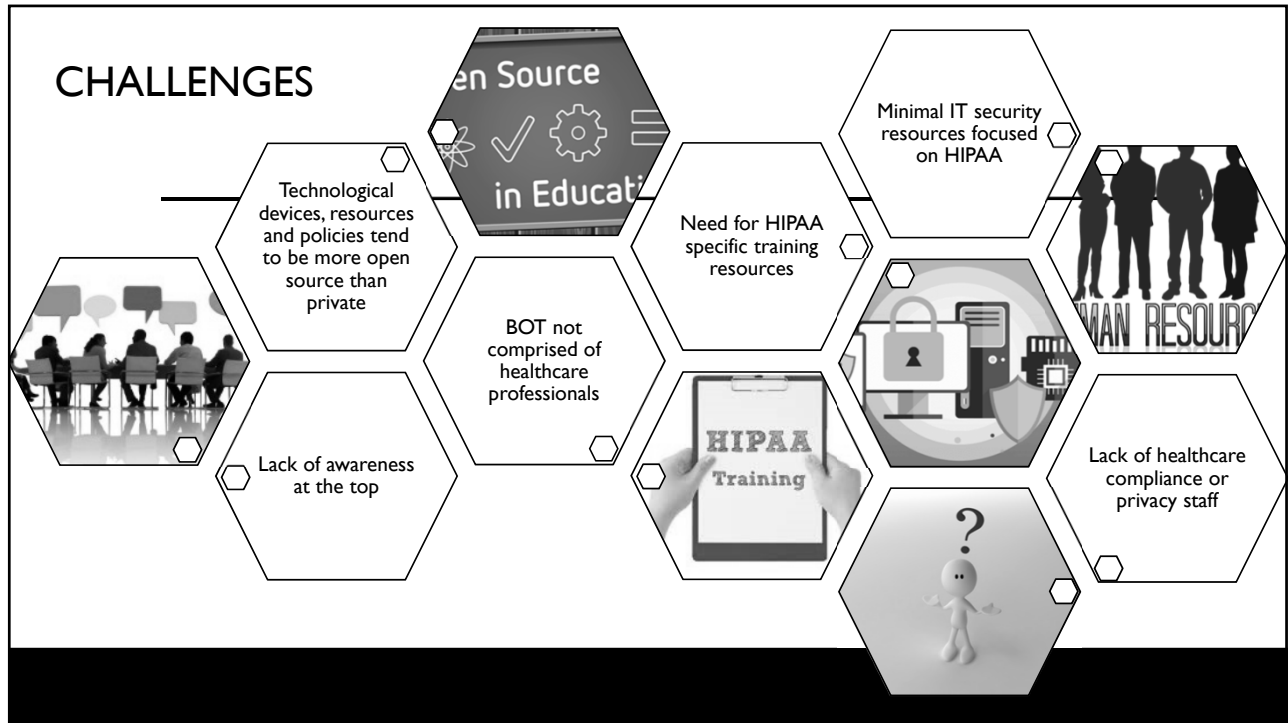 CHALLENGES
en Source
in Educati
Technological
devices, resources
and policies tend
to be more open
source than
private
Lack of awareness
at the top
BOT not
comprised of
healthcare
professionals
Need for HIPAA
specific training
resources
HIPAA
Training
Minimal IT security
resources focused
on HIPAA
?
MAN RESOURC
Lack of healthcare
compliance or
privacy staff